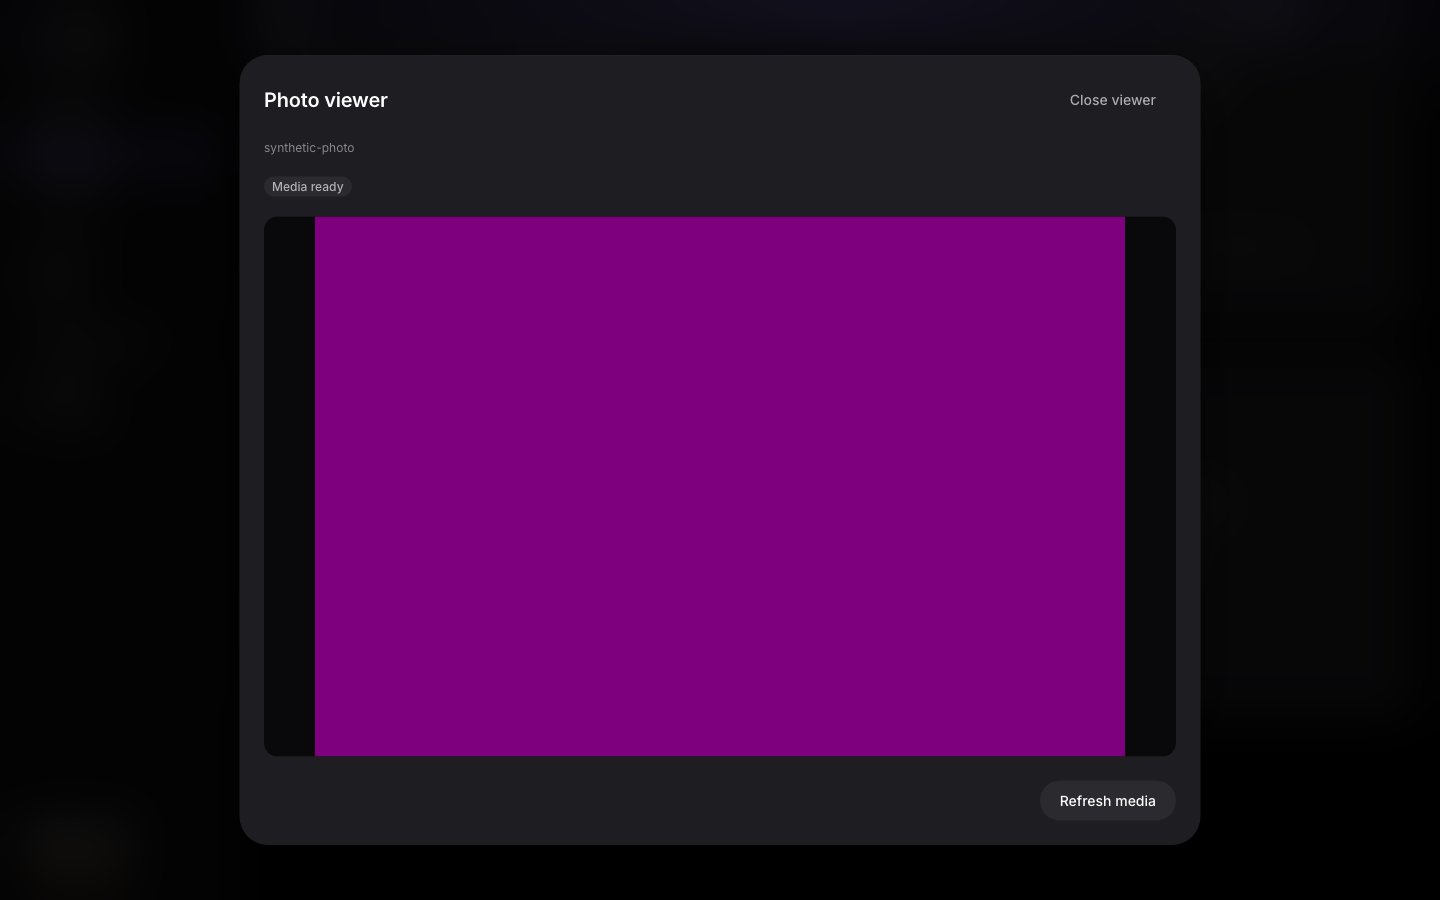 Photo viewer
Close viewer
synthetic-photo
Media ready
Refresh media